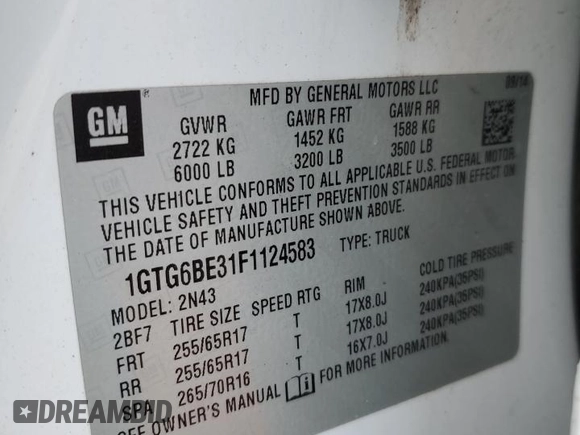 MFD BY GENERAL MOTORS LLC 09/14
GM GVWR GAWR FRT GAWR RR
2722 KG 1452 KG 1588 KG
6000 LB 3200 LB 3500 LB
THIS VEHICLE CONFORMS TO ALL APPLICABLE U.S. FEDERAL MOTOR
VEHICLE SAFETY AND THEFT PREVENTION STANDARDS IN EFFECT ON
THE DATE OF MANUFACTURE SHOWN ABOVE.
1GTG6BE31F1124583 TYPE: TRUCK
MODEL: 2N43
2BF7 TIRE SIZE SPEED RTG RIM COLD TIRE PRESSURE
FRT 255/65R17 T 17X8.0J 240KPA(35PSI)
RR 255/65R17 T 17X8.0J 240KPA(35PSI)
SPA 265/70R16 T 16X7.0J 240KPA(35PSI)
SEE OWNER'S MANUAL FOR MORE INFORMATION.
DREAMBID